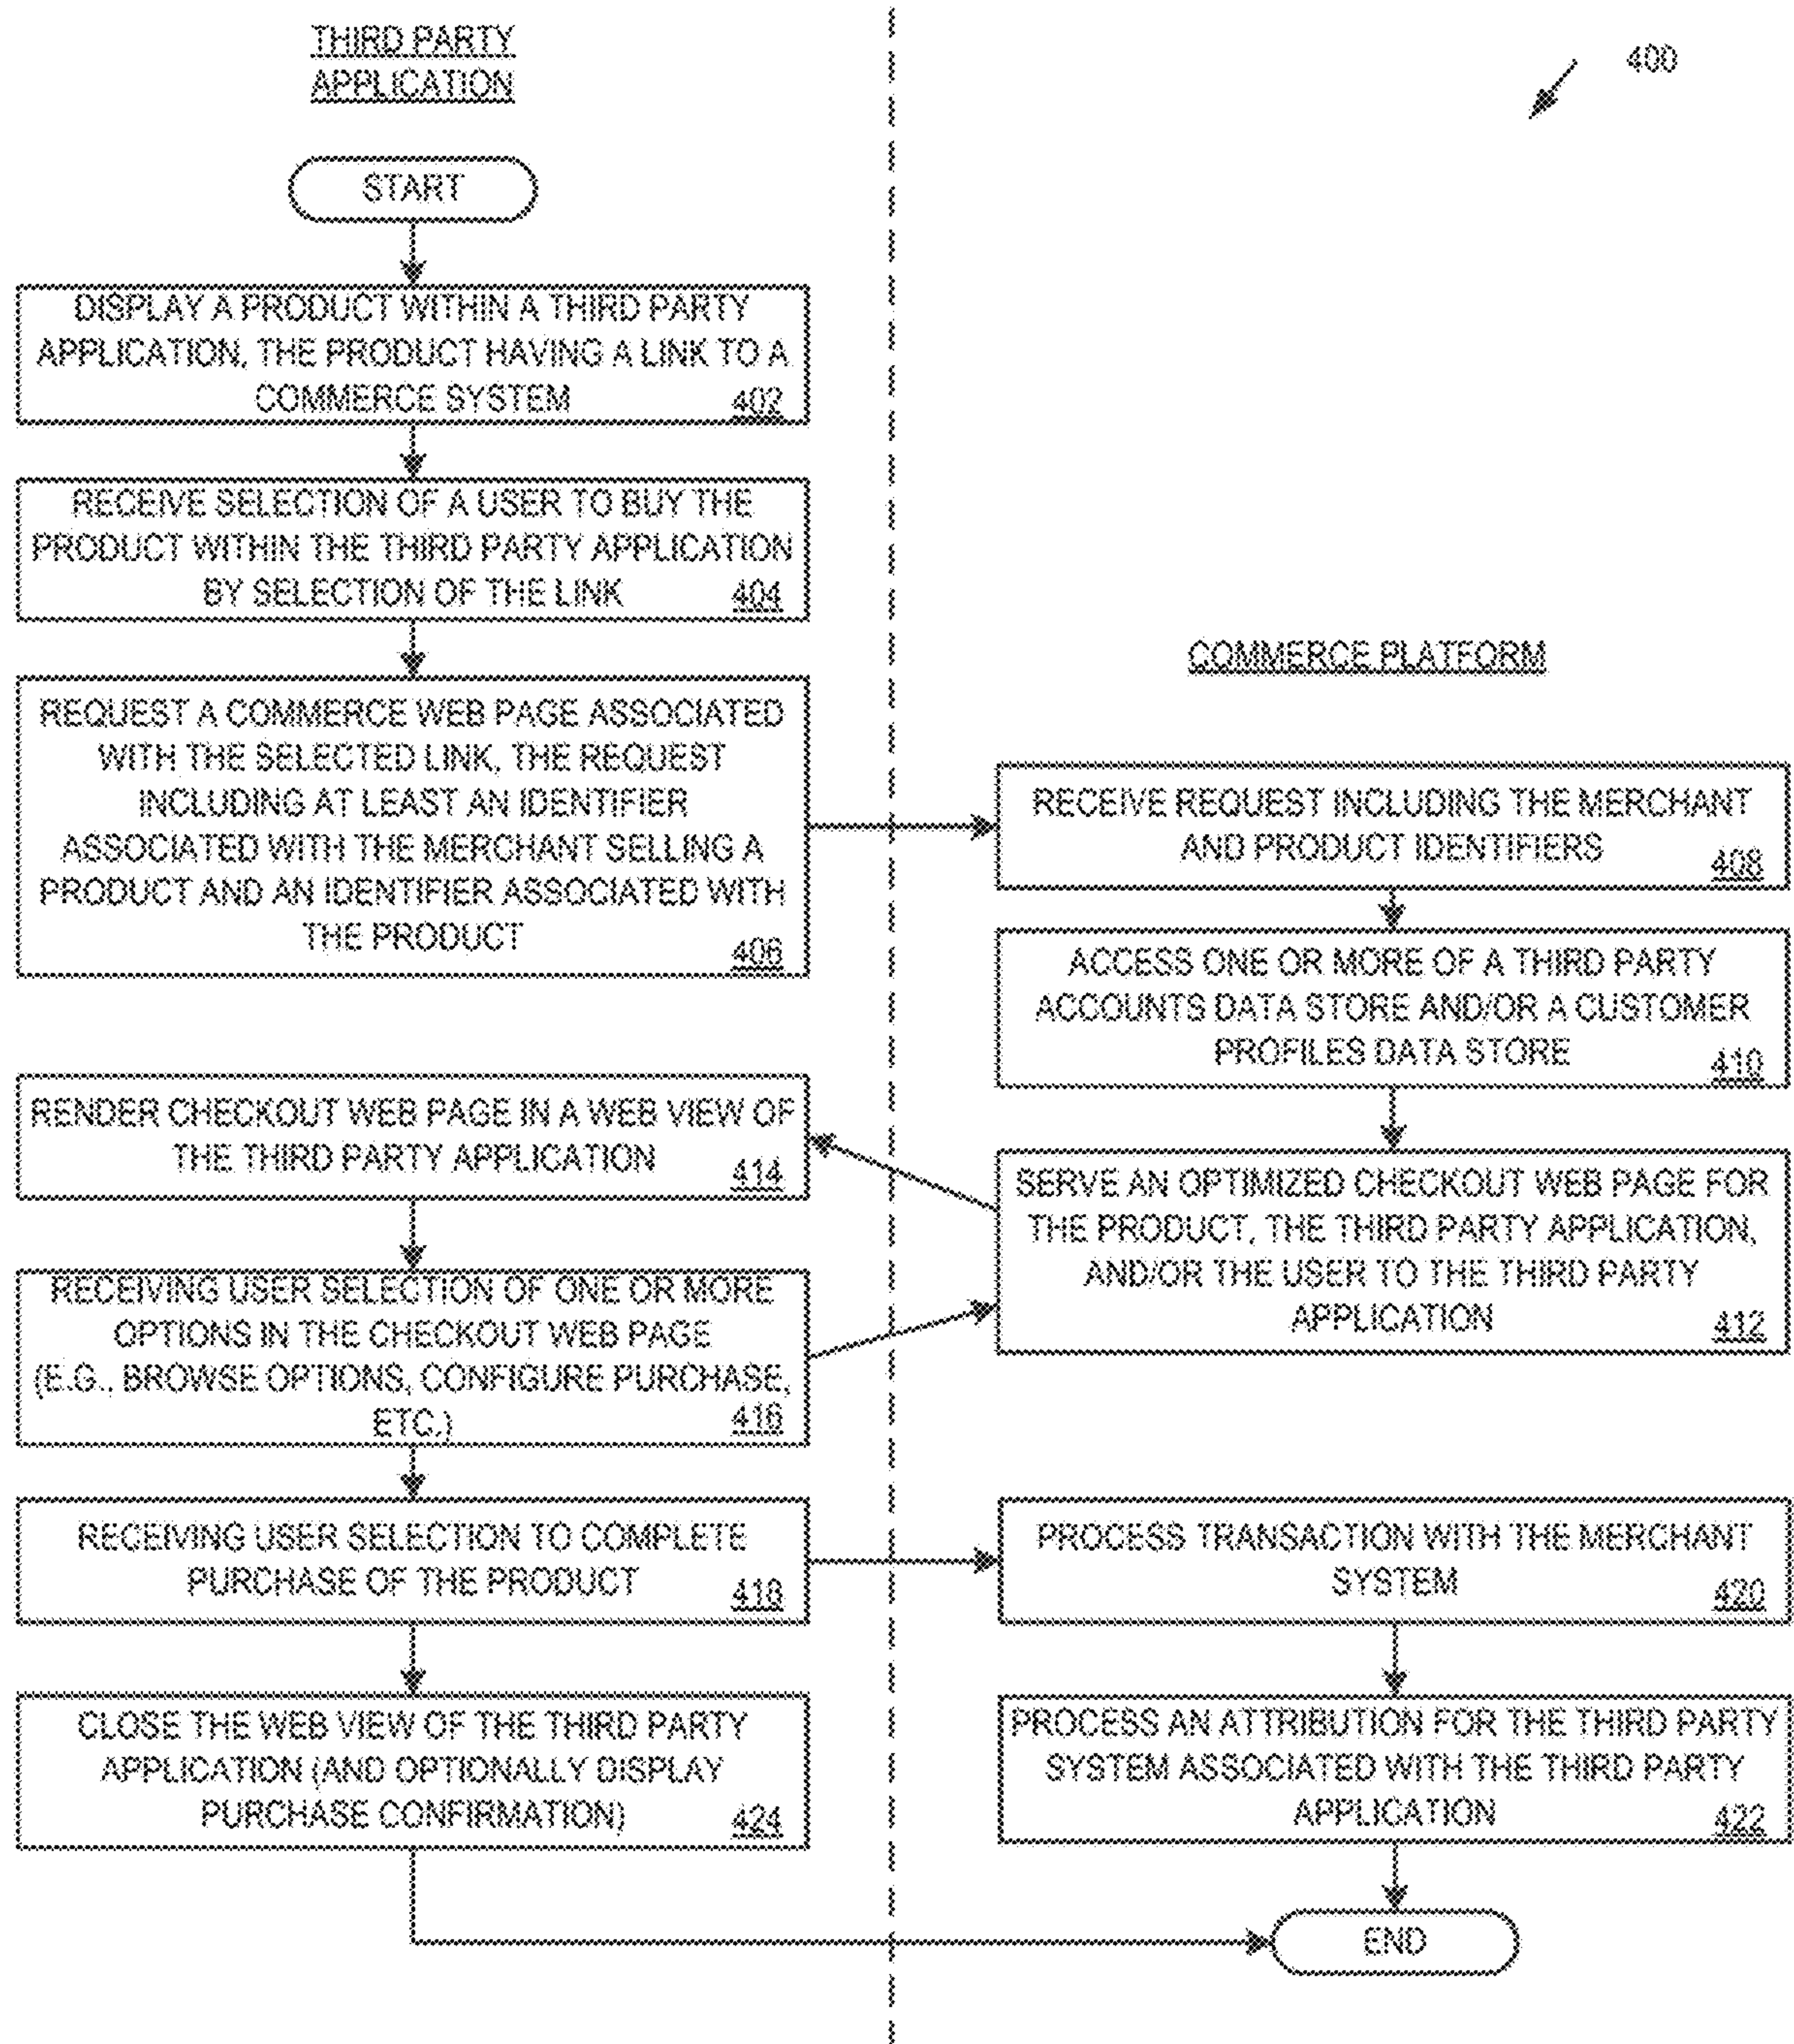 THIRD PARTY
APPLICATION
400
START
DISPLAY A PRODUCT WITHIN A THIRD PARTY
APPLICATION, THE PRODUCT HAVING A LINK TO A
COMMERCE SYSTEM
402
RECEIVE SELECTION OF A USER TO BUY THE
PRODUCT WITHIN THE THIRD PARTY APPLICATION
BY SELECTION OF THE LINK
404
REQUEST A COMMERCE WEB PAGE ASSOCIATED
WITH THE SELECTED LINK, THE REQUEST
INCLUDING AT LEAST AN IDENTIFIER
ASSOCIATED WITH THE MERCHANT SELLING A
PRODUCT AND AN IDENTIFIER ASSOCIATED WITH
THE PRODUCT
406
COMMERCE PLATFORM
RECEIVE REQUEST INCLUDING THE MERCHANT
AND PRODUCT IDENTIFIERS
408
ACCESS ONE OR MORE OF A THIRD PARTY
ACCOUNTS DATA STORE AND/OR A CUSTOMER
PROFILES DATA STORE
410
SERVE AN OPTIMIZED CHECKOUT WEB PAGE FOR
THE PRODUCT, THE THIRD PARTY APPLICATION,
AND/OR THE USER TO THE THIRD PARTY
APPLICATION
412
RENDER CHECKOUT WEB PAGE IN A WEB VIEW OF
THE THIRD PARTY APPLICATION
414
RECEIVING USER SELECTION OF ONE OR MORE
OPTIONS IN THE CHECKOUT WEB PAGE
(E.G., BROWSE OPTIONS, CONFIGURE PURCHASE,
ETC.)
416
RECEIVING USER SELECTION TO COMPLETE
PURCHASE OF THE PRODUCT
418
PROCESS TRANSACTION WITH THE MERCHANT
SYSTEM
420
CLOSE THE WEB VIEW OF THE THIRD PARTY
APPLICATION (AND OPTIONALLY DISPLAY
PURCHASE CONFIRMATION)
424
PROCESS AN ATTRIBUTION FOR THE THIRD PARTY
SYSTEM ASSOCIATED WITH THE THIRD PARTY
APPLICATION
422
END